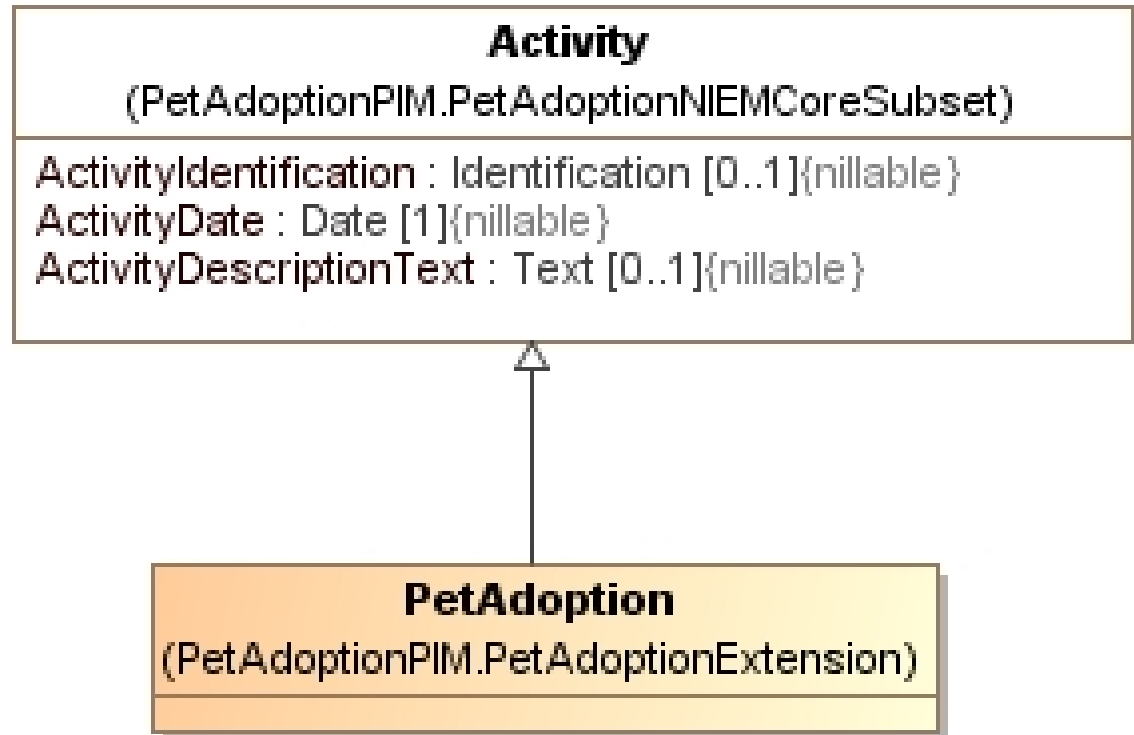 Activity
(PetAdoptionPIM.PetAdoptionNIEMCoreSubset)
ActivityIdentification : Identification [0..1]{nillable}
ActivityDate : Date [1]{nillable}
ActivityDescriptionText : Text [0..1]{nillable}
PetAdoption
(PetAdoptionPIM.PetAdoptionExtension)